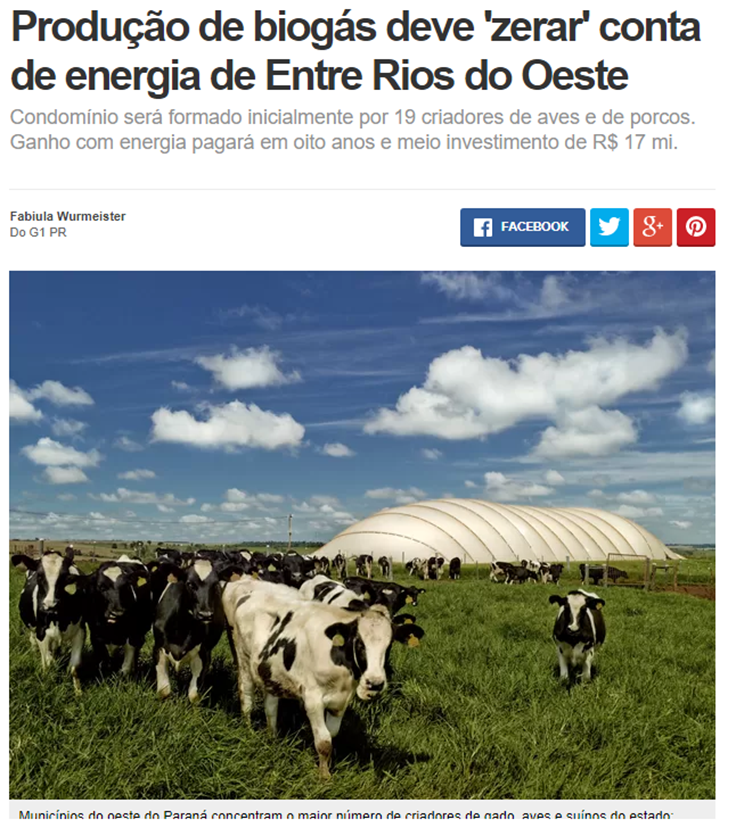 Produção de biogás deve 'zerar' conta
de energia de Entre Rios do Oeste
Condomínio será formado inicialmente por 19 criadores de aves e de porcos.
Ganho com energia pagará em oito anos e meio investimento de R$ 17 mi.
Fabiula Wurmeister
Do G1 PR
FACEBOOK
g+
Municípios do oeste do Paraná concentram o maior número de criadores de gado, aves e suínos do estado;